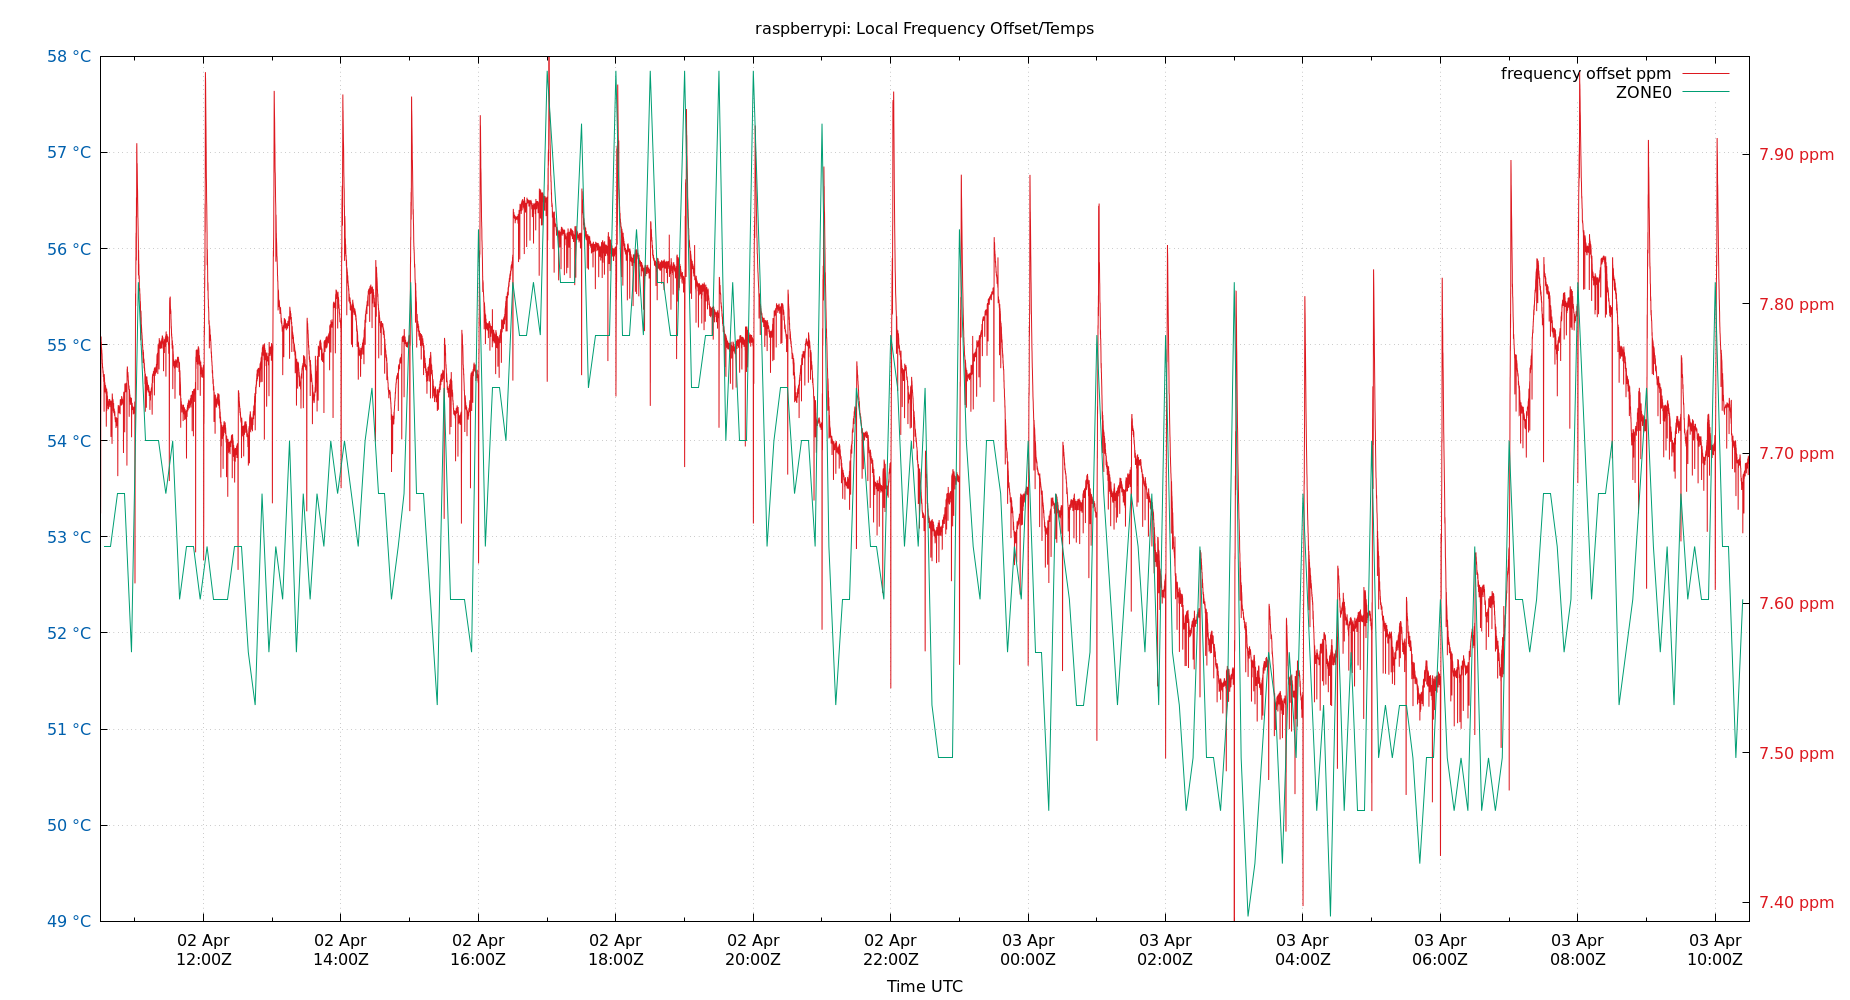 raspberrypi: Local Frequency Offset/Temps
frequency offset ppm
ZONE0
58 °C
57 °C
56 °C
55 °C
54 °C
53 °C
52 °C
51 °C
50 °C
49 °C
7.90 ppm
7.80 ppm
7.70 ppm
7.60 ppm
7.50 ppm
7.40 ppm
02 Apr
12:00Z
02 Apr
14:00Z
02 Apr
16:00Z
02 Apr
18:00Z
02 Apr
20:00Z
02 Apr
22:00Z
03 Apr
00:00Z
03 Apr
02:00Z
03 Apr
04:00Z
03 Apr
06:00Z
03 Apr
08:00Z
03 Apr
10:00Z
Time UTC